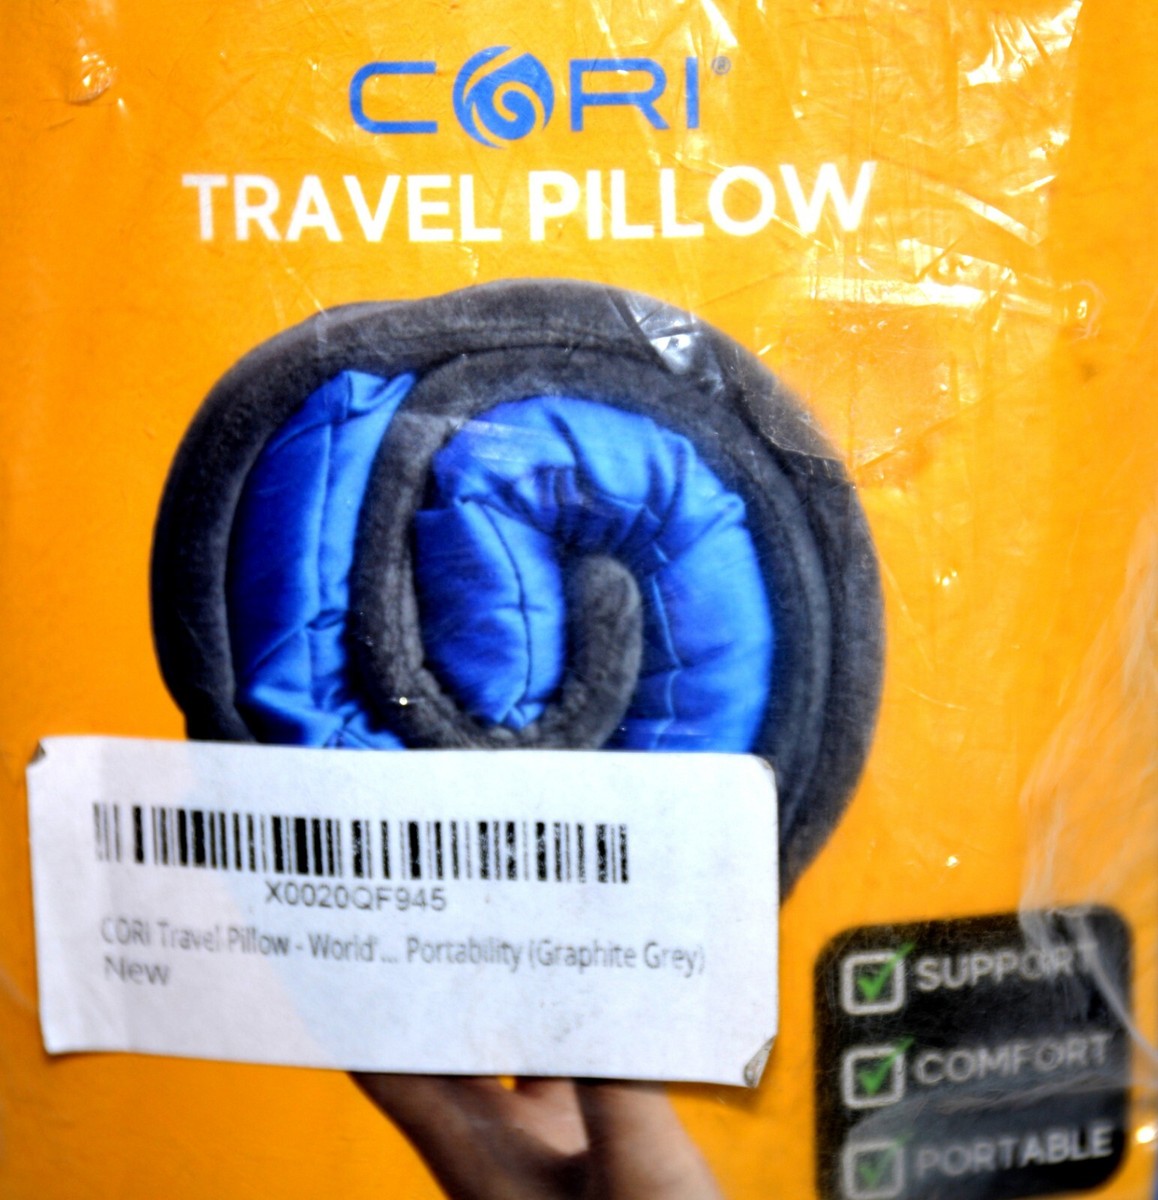 CORI®
TRAVEL PILLOW
X0020QF945
CORI Travel Pillow - World'... Portability (Graphite Grey)
New
SUPPORT
COMFORT
PORTABLE